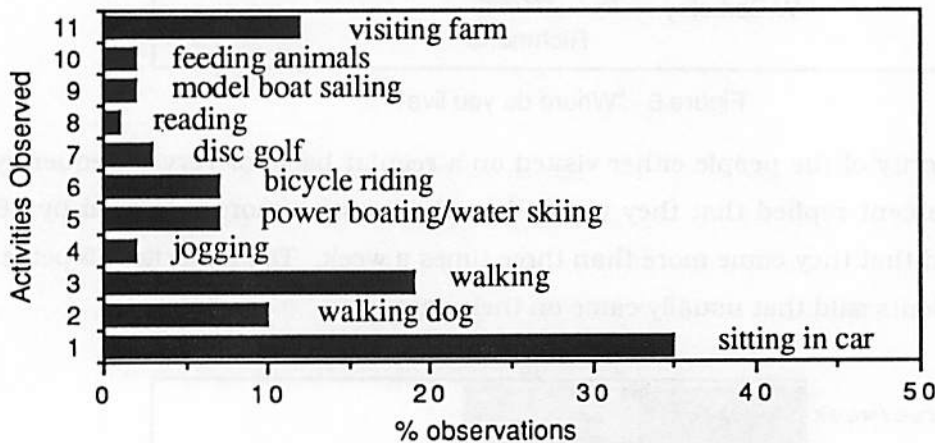 11 visiting farm
10 feeding animals
9 model boat sailing
8 reading
7 disc golf
6 bicycle riding
5 power boating/water skiing
4 jogging
3 walking
2 walking dog
1 sitting in car
Activities Observed
0 10 20 30 40 50
% observations